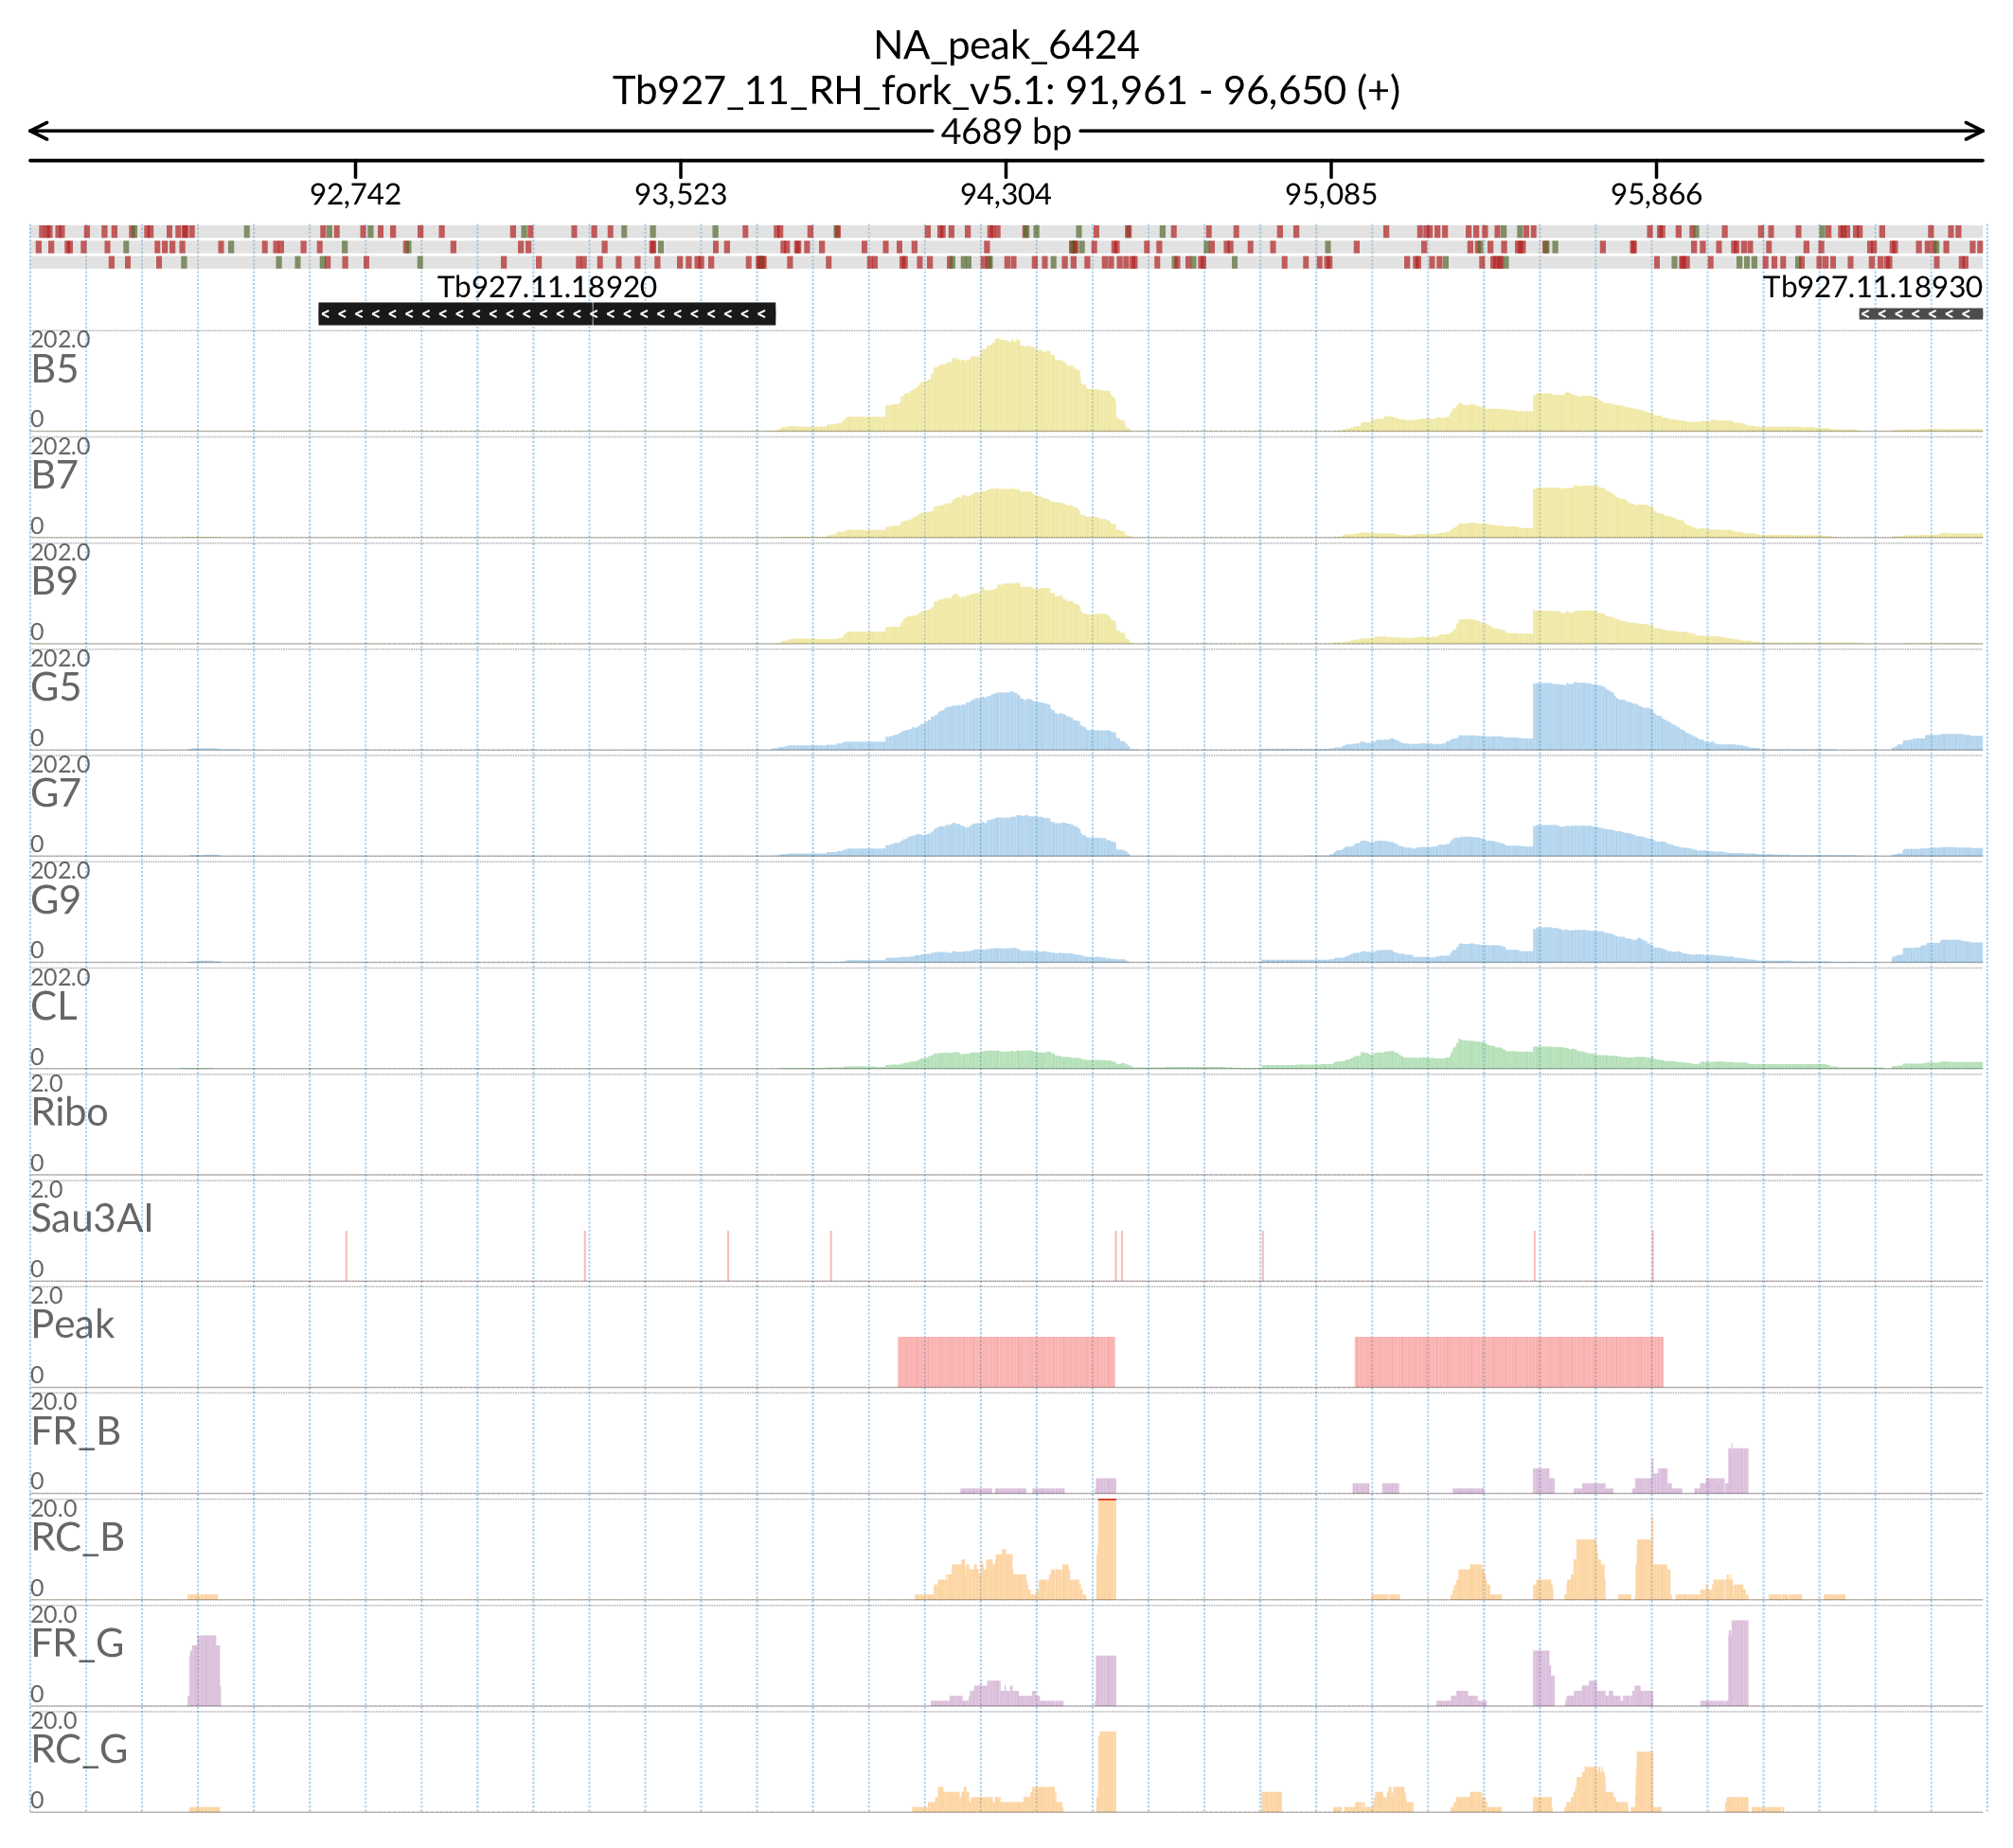 NA_peak_6424
Tb927_11_RH_fork_v5.1: 91,961 - 96,650 (+)
4689 bp
92,742 93,523 94,304 95,085 95,866
Tb927.11.18920 Tb927.11.18930
202.0
B5
0
202.0
B7
0
202.0
B9
0
202.0
G5
0
202.0
G7
0
202.0
G9
0
202.0
CL
0
2.0
Ribo
0
2.0
Sau3AI
0
2.0
Peak
0
20.0
FR_B
0
20.0
RC_B
0
20.0
FR_G
0
20.0
RC_G
0